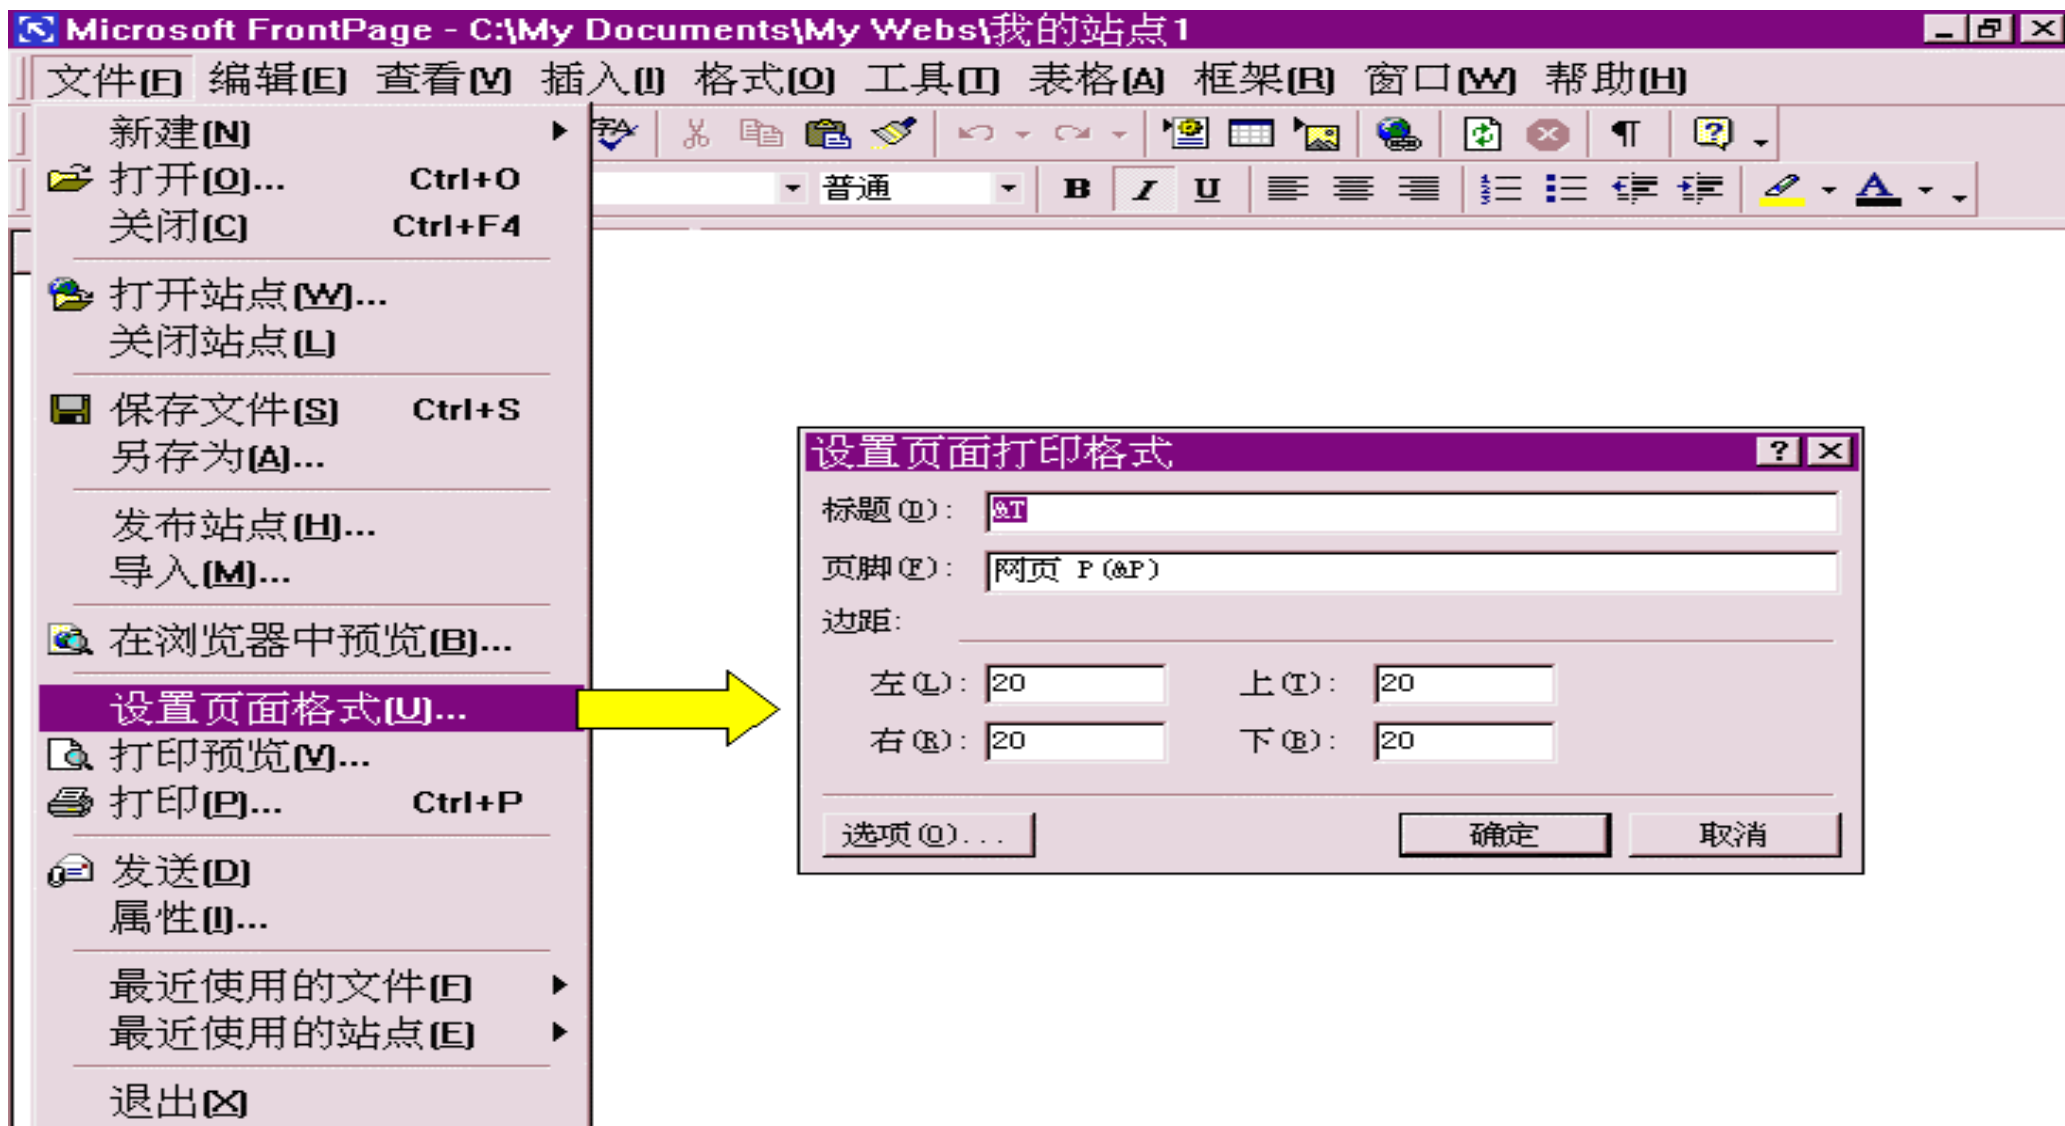 Microsoft FrontPage - C:\My Documents\My Webs\我的站点1
文件(F) 编辑(E) 查看(V) 插入(I) 格式(O) 工具(T) 表格(A) 框架(R) 窗口(W) 帮助(H)
新建(N)
打开(O)... Ctrl+O
普通 B I U A
关闭(C) Ctrl+F4
打开站点(W)...
关闭站点(L)
保存文件(S) Ctrl+S
另存为(A)...
发布站点(H)...
导入(M)...
在浏览器中预览(B)...
设置页面格式(U)...
打印预览(V)...
打印(P)... Ctrl+P
发送(D)
属性(I)...
最近使用的文件(F)
最近使用的站点(E)
退出(X)
设置页面打印格式
标题(D): &T
页脚(F): 网页 P(&P)
边距:
左(L): 20 上(T): 20
右(R): 20 下(B): 20
选项(O)... 确定 取消